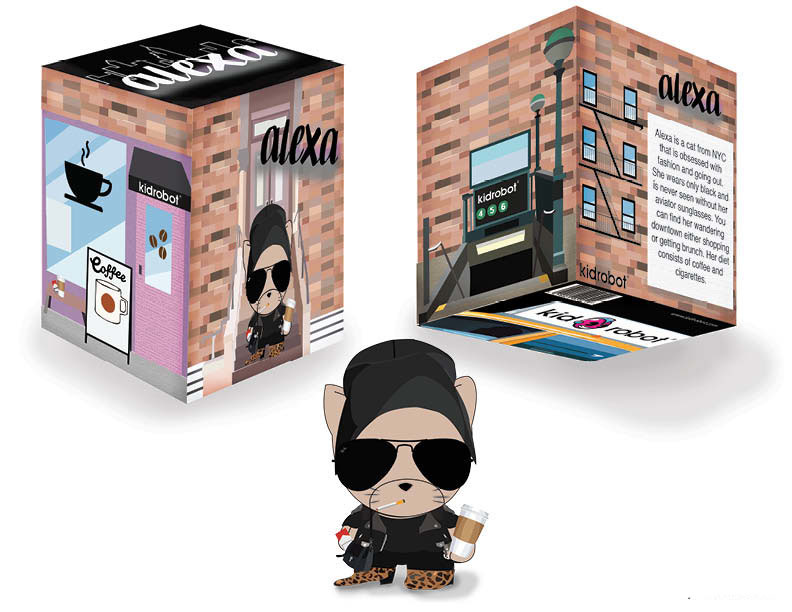 alexa
alexa
kidrobot
Coffee
alexa
Alexa is a cat from NYC
that is obsessed with
fashion and going out.
She wears only black and
is never seen without her
aviator sunglasses. You
can find her wandering
downtown either shopping
or getting brunch. Her diet
consists of coffee and
cigarettes.
kidrobot
4 5 6
kidrobot
kid robot